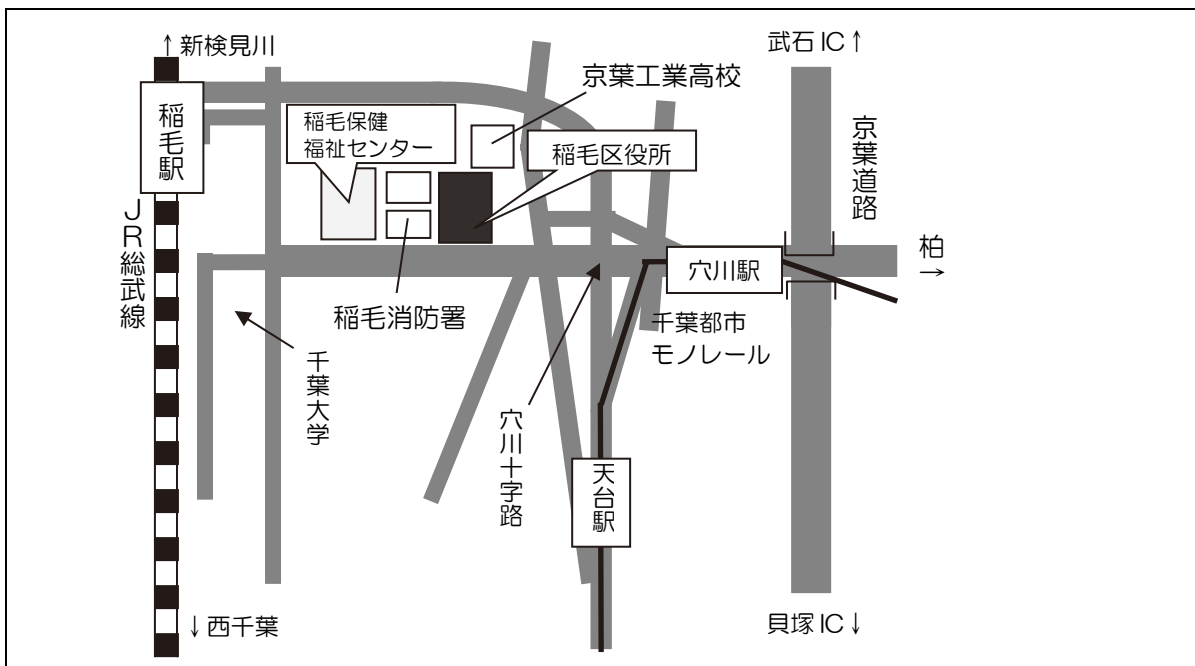 ↑新検見川
武石IC↑
京葉工業高校
稲毛駅
稲毛保健
福祉センター
稲毛区役所
京葉道路
JR総武線
穴川駅
柏
→
稲毛消防署
千葉都市
モノレール
千葉大学
穴川十字路
天台駅
↓西千葉
貝塚IC↓